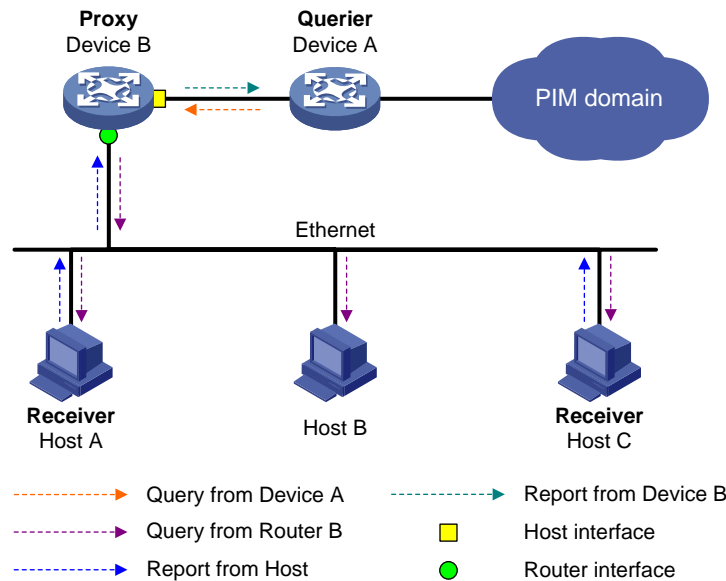 Proxy
Device B
Querier
Device A
PIM domain
Ethernet
Receiver
Host A
Host B
Receiver
Host C
Query from Device A
Report from Device B
Query from Router B
Host interface
Report from Host
Router interface